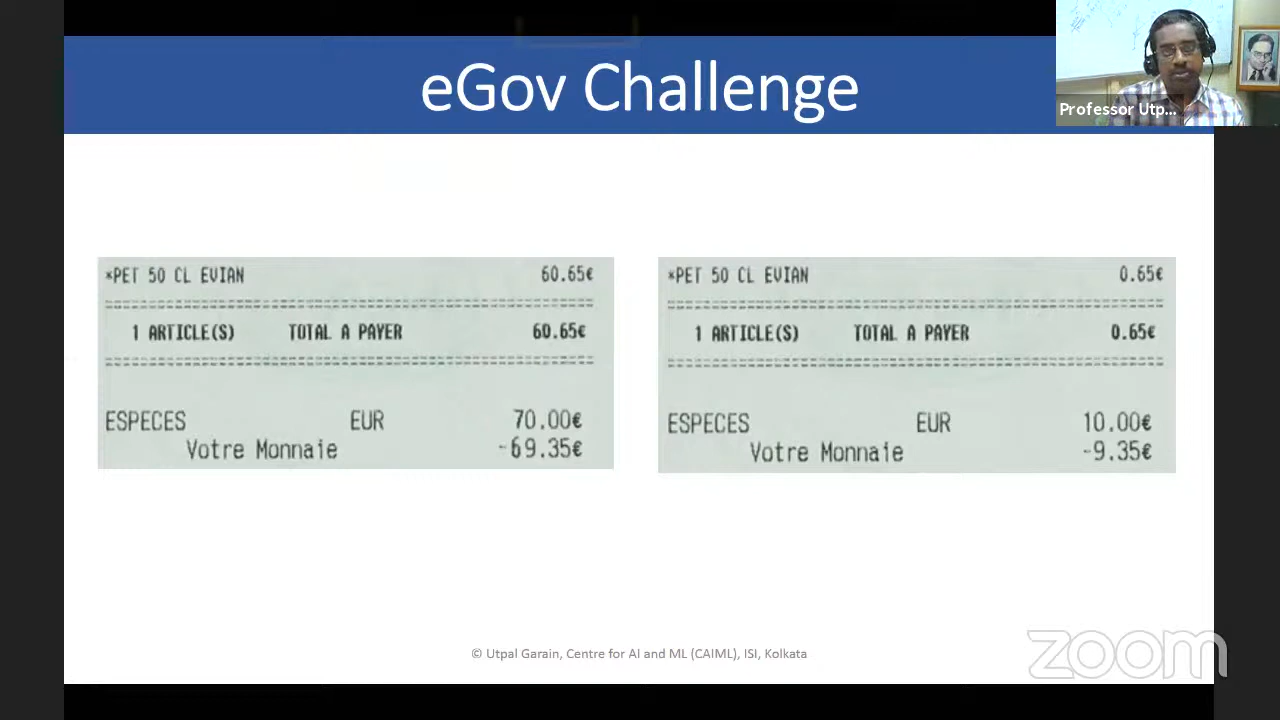 eGov Challenge
Professor Utp...
*PET 50 CL EVIAN 60.65€
1 ARTICLE(S) TOTAL A PAYER 60.65€
ESPECES EUR 70.00€
Votre Monnaie -69.35€
*PET 50 CL EVIAN 0.65€
1 ARTICLE(S) TOTAL A PAYER 0.65€
ESPECES EUR 10.00€
Votre Monnaie -9.35€
© Utpal Garain, Centre for AI and ML (CAIML), ISI, Kolkata
zoom